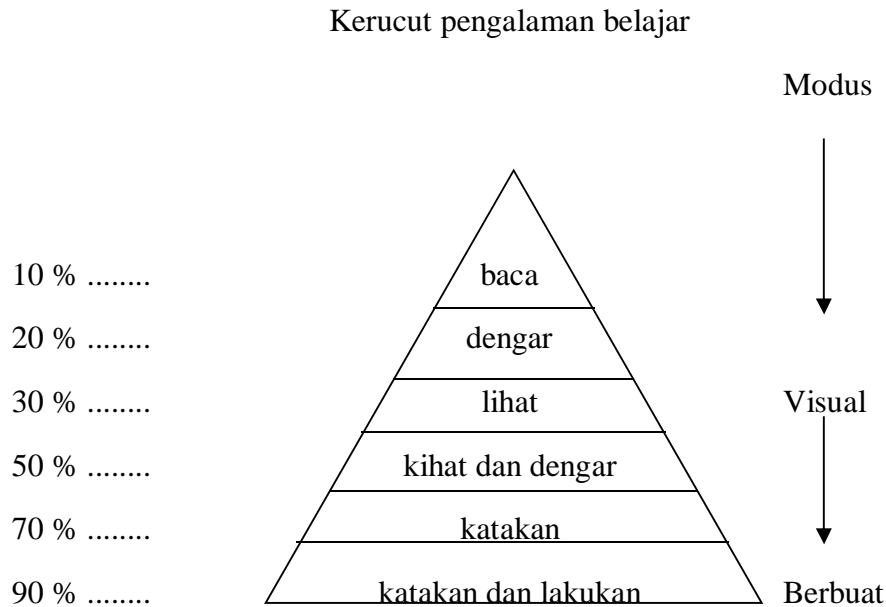 Kerucut pengalaman belajar
Modus
10 % ........ baca
20 % ........ dengar
30 % ........ lihat Visual
50 % ........ kihat dan dengar
70 % ........ katakan
90 % ........ katakan dan lakukan Berbuat